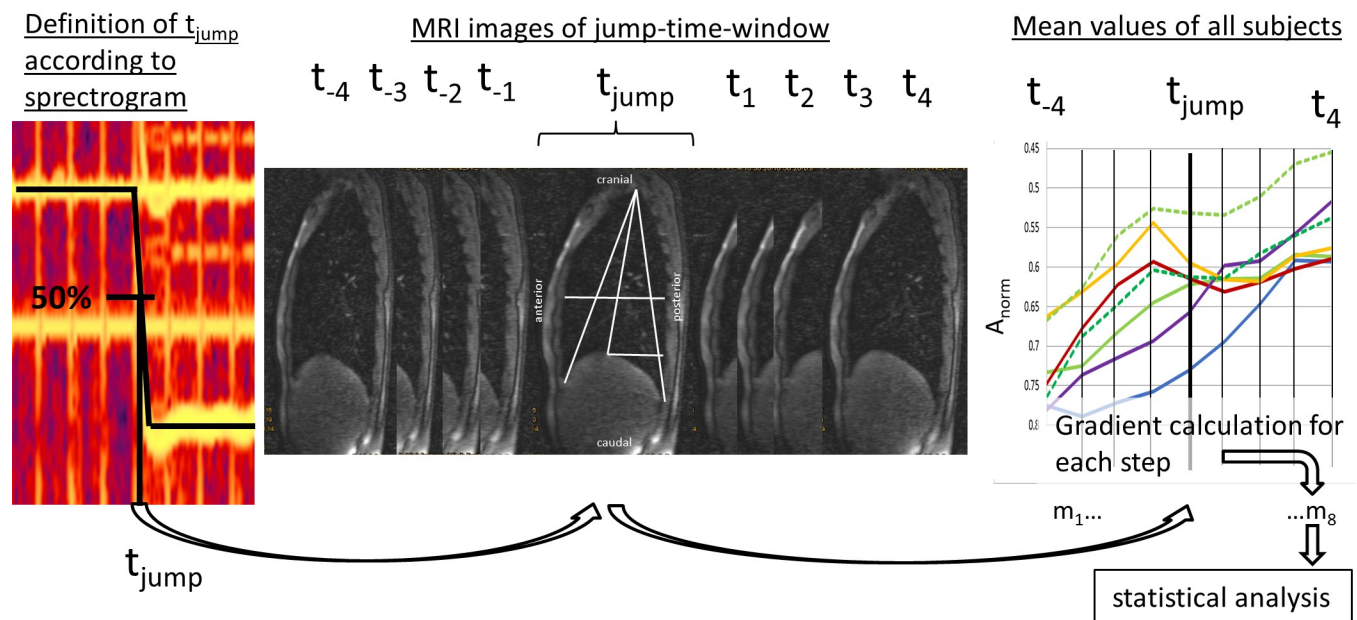 Definition of tjump
according to
sprectrogram
50%
tjump
MRI images of jump-time-window
t-4 t-3 t-2 t-1 tjump t1 t2 t3 t4
cranial
anterior
posterior
caudal
Mean values of all subjects
t-4 tjump t4
0.45
0.5
0.55
0.6
0.65
0.7
0.75
0.8
Anorm
Gradient calculation for
each step
m1... ...m8
statistical analysis